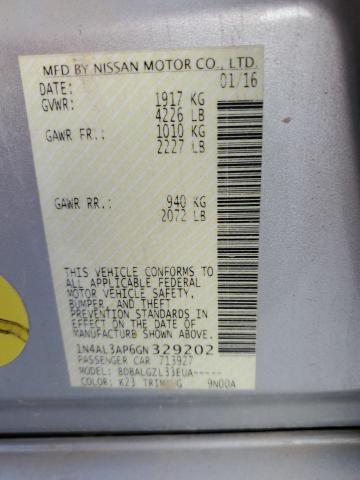 MFD BY NISSAN MOTOR CO., LTD.
DATE: 01/16
GVWR: 1917 KG
4226 LB
GAWR FR.: 1010 KG
2227 LB
GAWR RR.: 940 KG
2072 LB
THIS VEHICLE CONFORMS TO
ALL APPLICABLE FEDERAL
MOTOR VEHICLE SAFETY,
BUMPER, AND THEFT
PREVENTION STANDARDS
IN EFFECT ON THE DATE OF
MANUFACTURE SHOWN ABOVE.
1N4AL3AP6GN329202
PASSENGER CAR 713927
MODEL: BDBALGZL33EUA-----
COLOR: K23 TRIM: G 9N00A